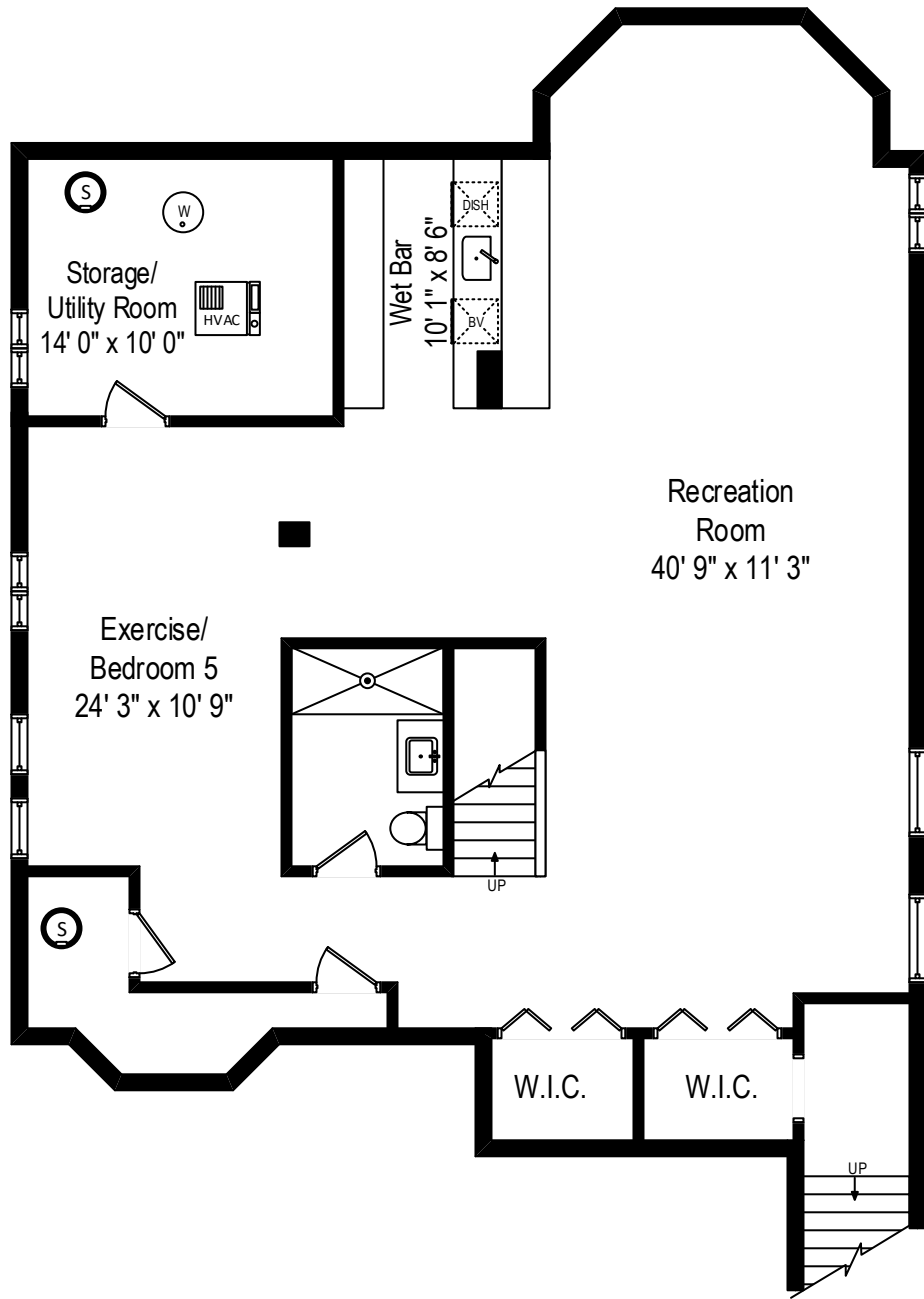 S
W
DISH
Storage/
Utility Room
14' 0" x 10' 0"
HVAC
Wet Bar
10' 1" x 8' 6"
BV
Recreation
Room
40' 9" x 11' 3"
Exercise/
Bedroom 5
24' 3" x 10' 9"
UP
S
W.I.C.
W.I.C.
UP